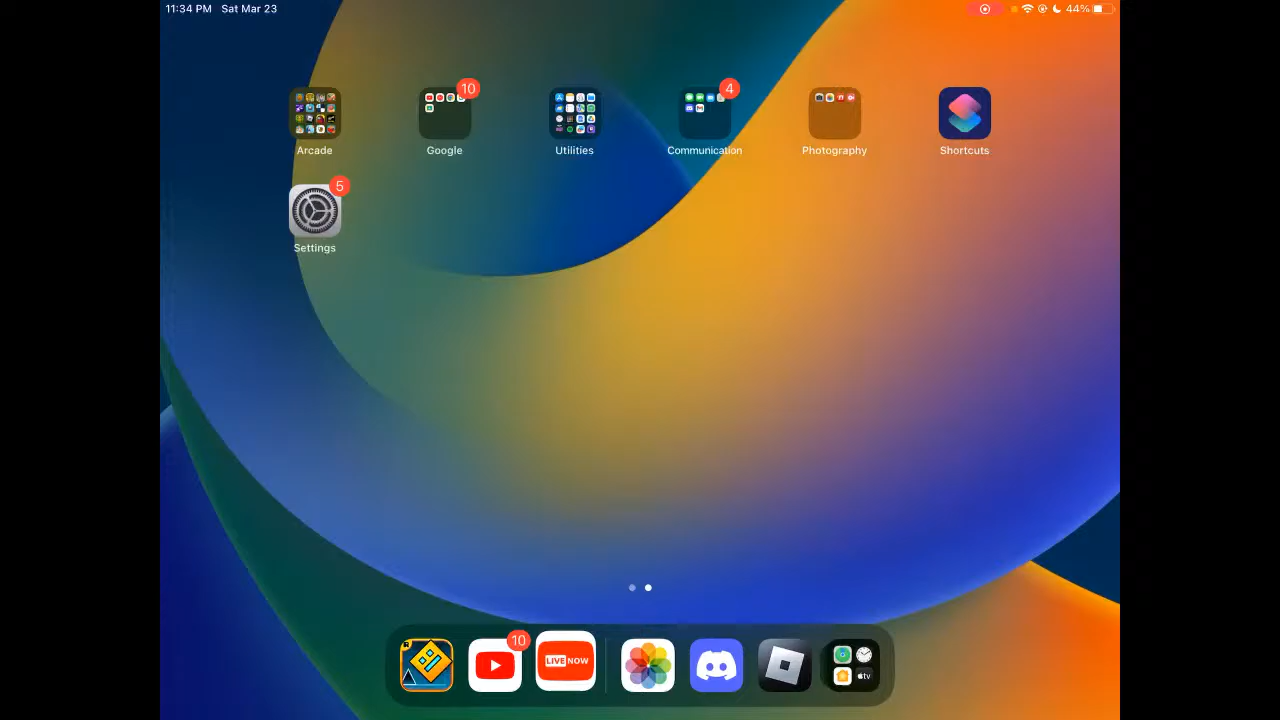 11:34 PM Sat Mar 23
44%
10
4
Arcade
Google
Utilities
Communication
Photography
Shortcuts
5
Settings
10
LIVE NOW
tv